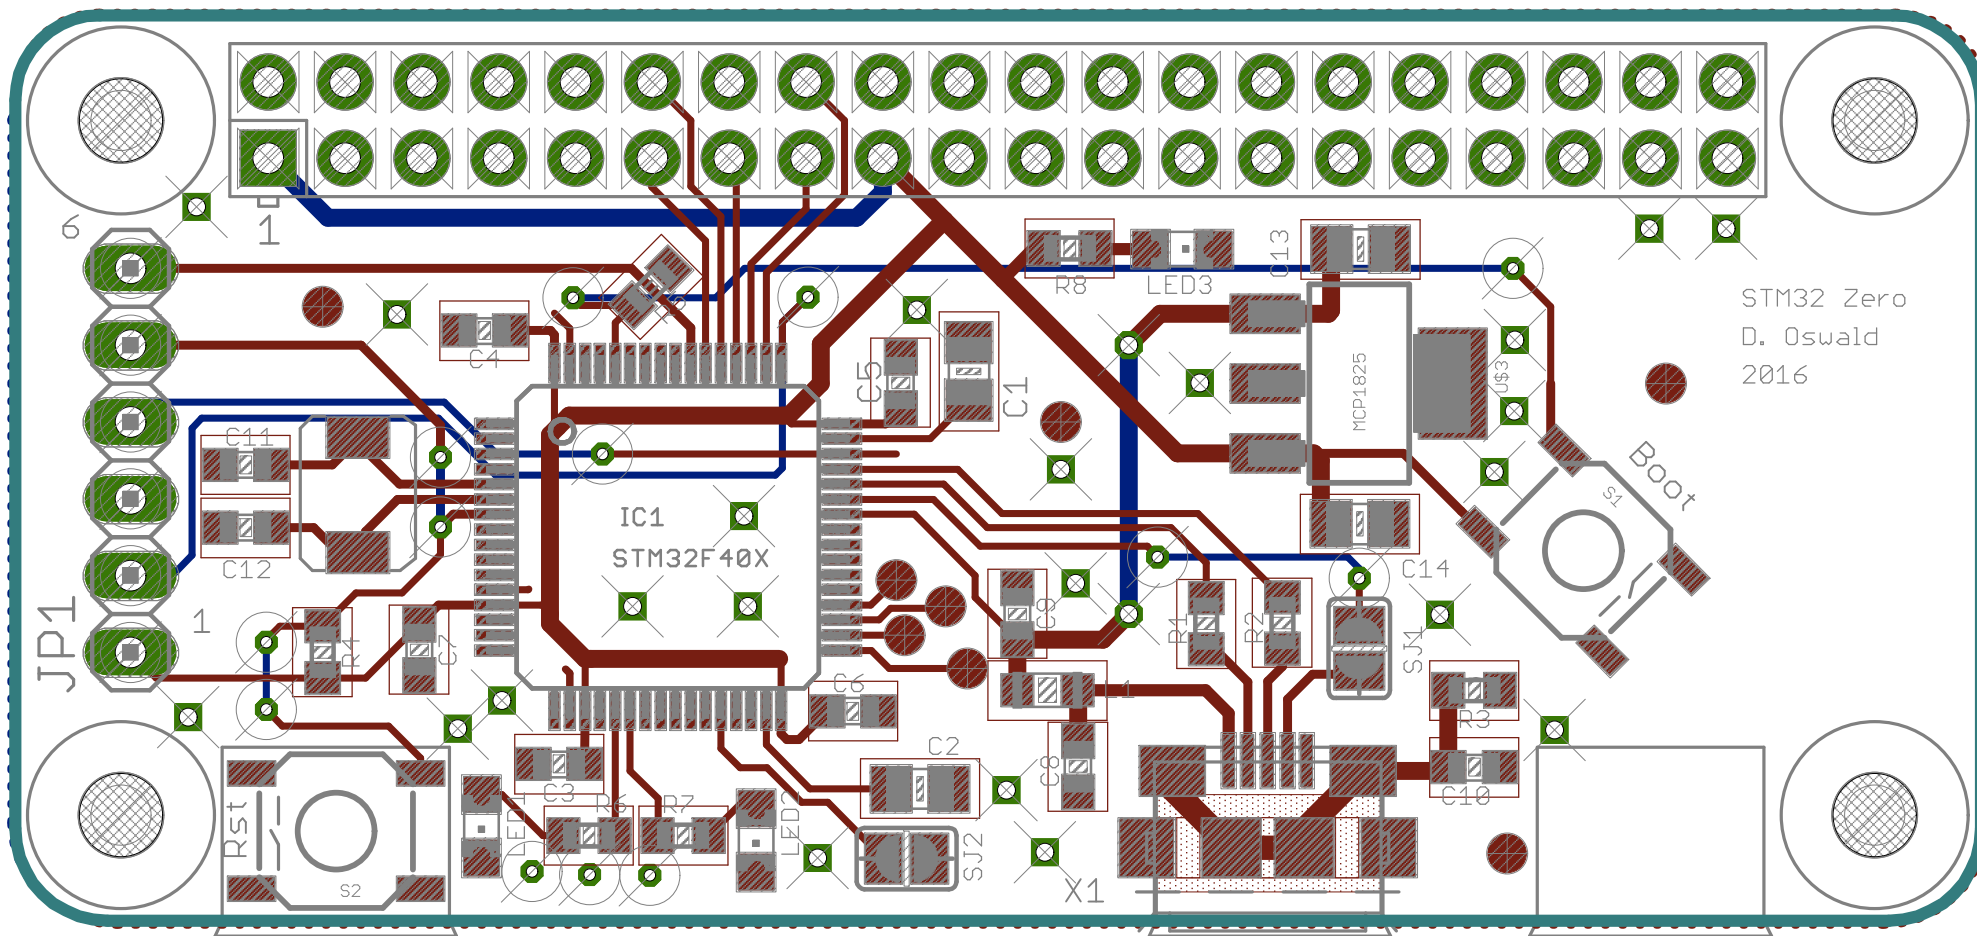 6
1
C13
R8
LED3
STM32 Zero
D. Oswald
2016
C4
C5
C1
MCP1825
U$3
Boot
S1
C11
C12
IC1
STM32F40X
C14
JP1
1
R4
C7
C9
R1
R2
SJ1
C6
L1
R3
C3
C2
C8
C10
Rst
S2
LED1
R6
R7
LED2
SJ2
X1